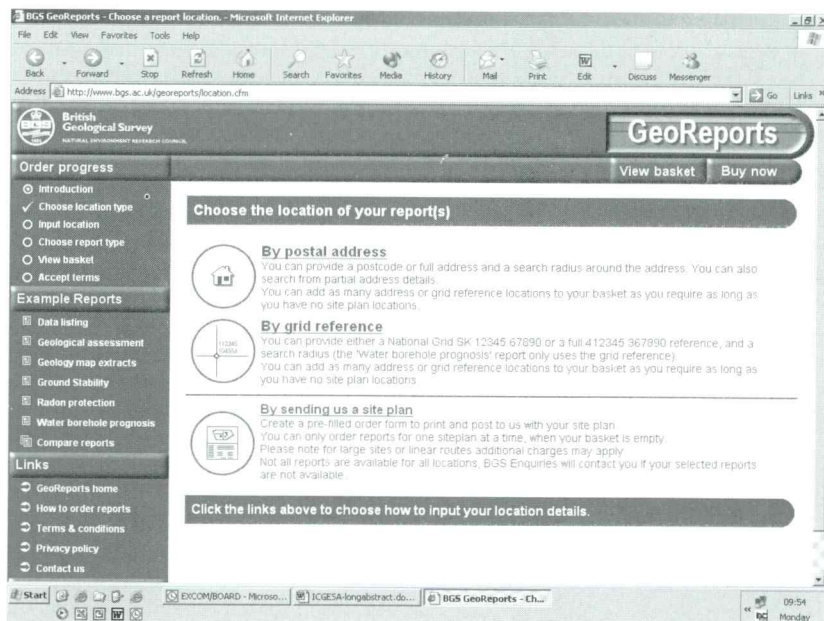 BGS GeoReports - Choose a report location. - Microsoft Internet Explorer
File Edit View Favorites Tools Help
Back Forward Stop Refresh Home Search Favorites Media History Mail Print Edit Discuss Messenger
Address http://www.bgs.ac.uk/georeports/location.cfm Go Links
BGS
British
Geological Survey
NATURAL ENVIRONMENT RESEARCH COUNCIL
GeoReports
Order progress
View basket Buy now
Introduction
Choose location type
Input location
Choose report type
View basket
Accept terms
Example Reports
Data listing
Geological assessment
Geology map extracts
Ground Stability
Radon protection
Water borehole prognosis
Compare reports
Links
GeoReports home
How to order reports
Terms & conditions
Privacy policy
Contact us
Choose the location of your report(s)
By postal address
You can provide a postcode or full address and a search radius around the address. You can also
search from partial address details.
You can add as many address or grid reference locations to your basket as you require as long as
you have no site plan locations.
By grid reference
You can provide either a National Grid SK 12345 67890 or a full 412345 367890 reference, and a
search radius (the 'Water borehole prognosis' report only uses the grid reference).
You can add as many address or grid reference locations to your basket as you require as long as
you have no site plan locations
By sending us a site plan
Create a pre-filled order form to print and post to us with your site plan
You can only order reports for one siteplan at a time, when your basket is empty.
Please note for large sites or linear routes additional charges may apply
Not all reports are available for all locations, BGS Enquiries will contact you if your selected reports
are not available.
Click the links above to choose how to input your location details.
Start EXCOM/BOARD - Microso... ICGESA-longabstract.do... BGS GeoReports - Ch... 09:54
Monday